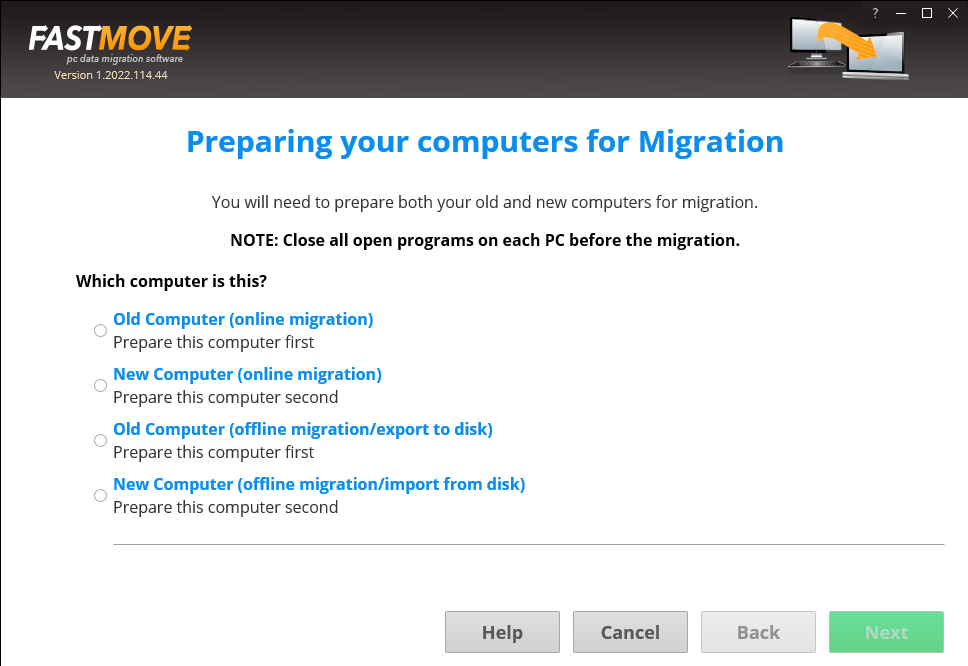 ?
FASTMOVE
pc data migration software
Version 1.2022.114.44
Preparing your computers for Migration
You will need to prepare both your old and new computers for migration.
NOTE: Close all open programs on each PC before the migration.
Which computer is this?
Old Computer (online migration)
Prepare this computer first
New Computer (online migration)
Prepare this computer second
Old Computer (offline migration/export to disk)
Prepare this computer first
New Computer (offline migration/import from disk)
Prepare this computer second
Help
Cancel
Back
Next